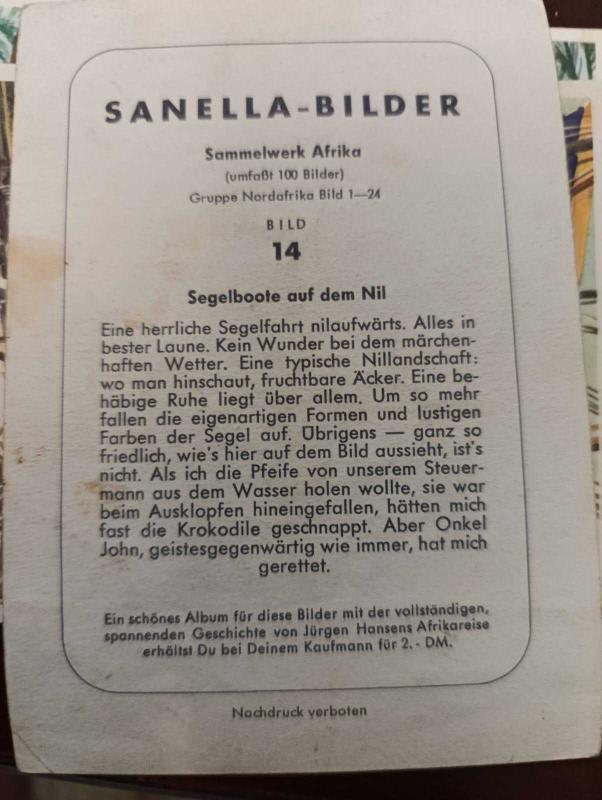 SANELLA-BILDER
Sammelwerk Afrika
(umfaßt 100 Bilder)
Gruppe Nordafrika Bild 1—24
BILD
14
Segelboote auf dem Nil
Eine herrliche Segelfahrt nilaufwärts. Alles in
bester Laune. Kein Wunder bei dem märchen-
haften Wetter. Eine typische Nillandschaft:
wo man hinschaut, fruchtbare Äcker. Eine be-
häbige Ruhe liegt über allem. Um so mehr
fallen die eigenartigen Formen und lustigen
Farben der Segel auf. Übrigens — ganz so
friedlich, wie's hier auf dem Bild aussieht, ist's
nicht. Als ich die Pfeife von unserem Steuer-
mann aus dem Wasser holen wollte, sie war
beim Ausklopfen hineingefallen, hätten mich
fast die Krokodile geschnappt. Aber Onkel
John, geistesgegenwärtig wie immer, hat mich
gerettet.
Ein schönes Album für diese Bilder mit der vollständigen,
spannenden Geschichte von Jürgen Hansens Afrikareise
erhältst Du bei Deinem Kaufmann für 2.- DM.
Nachdruck verboten